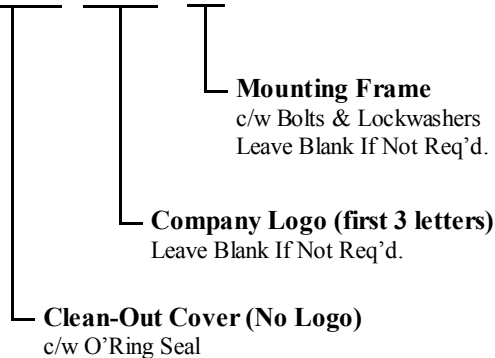 Mounting Frame
c/w Bolts & Lockwashers
Leave Blank If Not Req’d.
Company Logo (first 3 letters)
Leave Blank If Not Req’d.
Clean-Out Cover (No Logo)
c/w O’Ring Seal